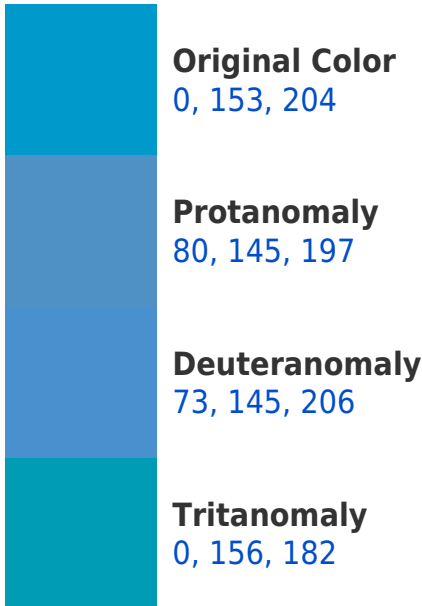 Original Color
0, 153, 204
Protanomaly
80, 145, 197
Deuteranomaly
73, 145, 206
Tritanomaly
0, 156, 182